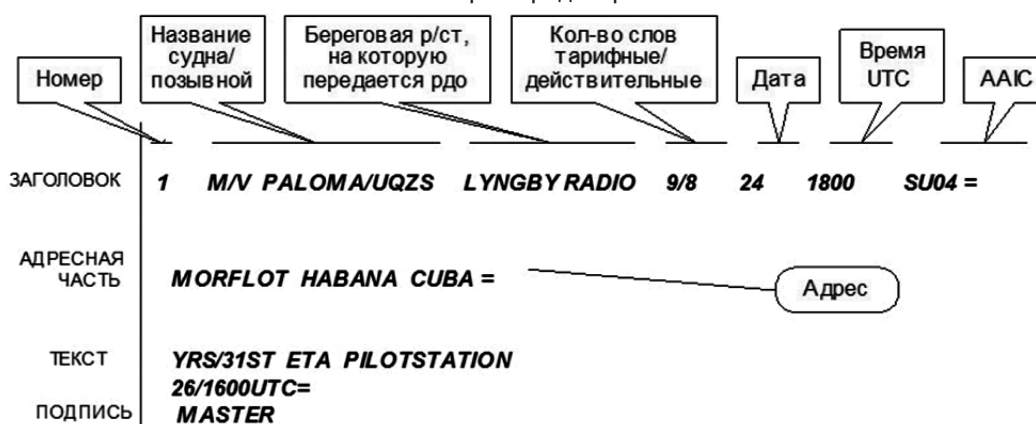 Название
судна/
позывной
Береговая р/ст,
на которую
передается рдо
Кол-во слов
тарифные/
действительные
Номер
Дата
Время
UTC
AAIC
ЗАГОЛОВОК 1 M/V PALOMA/UQZS LYNGBY RADIO 9/8 24 1800 SU04 =
АДРЕСНАЯ
ЧАСТЬ
MORFLOT HABANA CUBA =
Адрес
ТЕКСТ YRS/31ST ETA PILOTSTATION
26/1600UTC=
ПОДПИСЬ MASTER